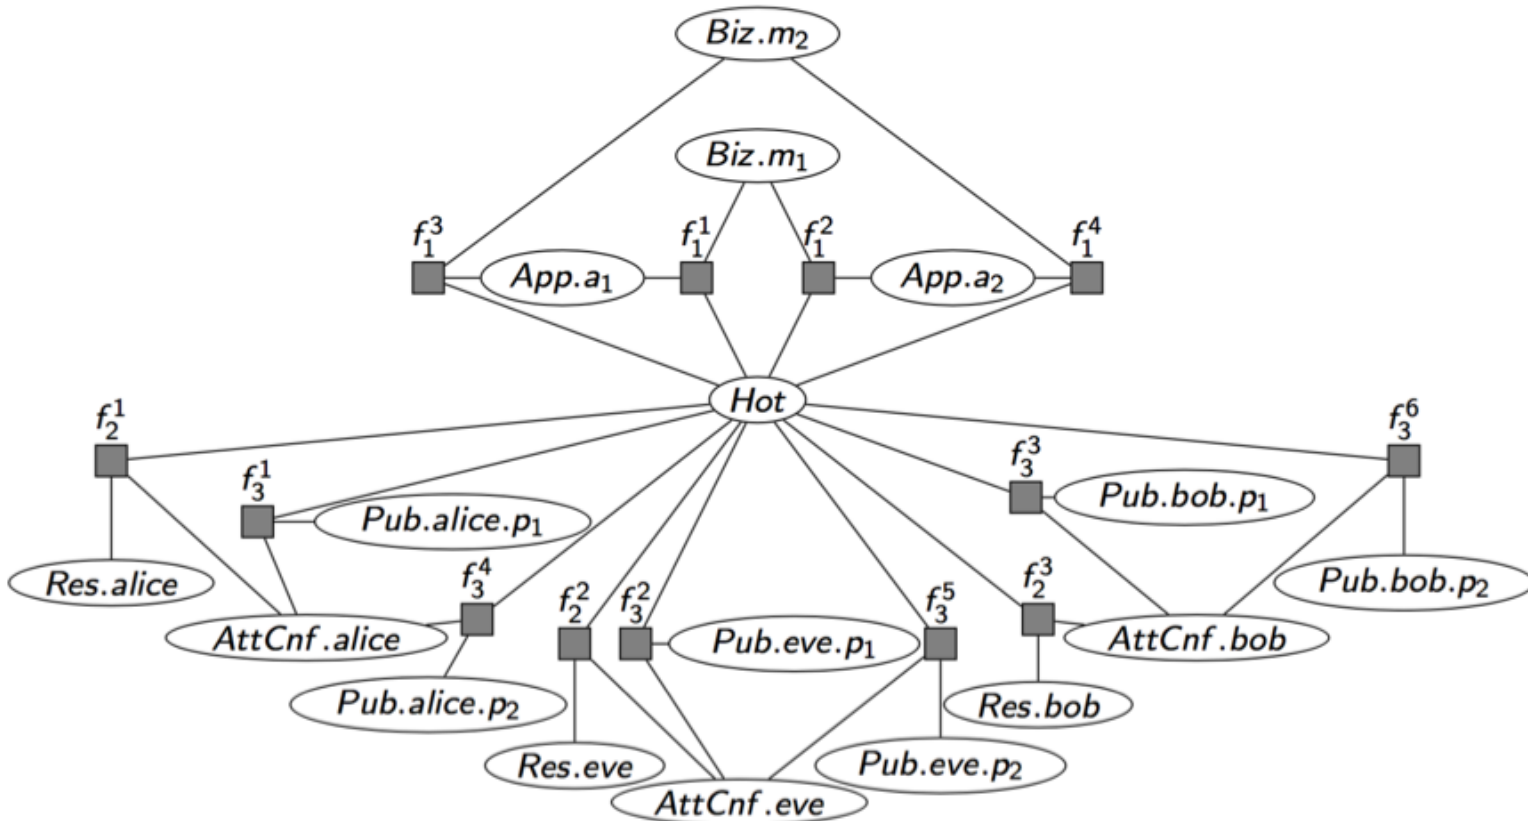 Biz.m₂
Biz.m₁
f₁³ App.a₁ f₁¹ f₁² App.a₂ f₁⁴
Hot
f₂¹ f₃⁶
f₃¹ Pub.alice.p₁ f₃³ Pub.bob.p₁
Res.alice f₃⁴ f₂² f₃² f₃⁵ f₂³ Pub.bob.p₂
AttCnf.alice Pub.eve.p₁ AttCnf.bob
Pub.alice.p₂ Res.bob
Res.eve Pub.eve.p₂
AttCnf.eve